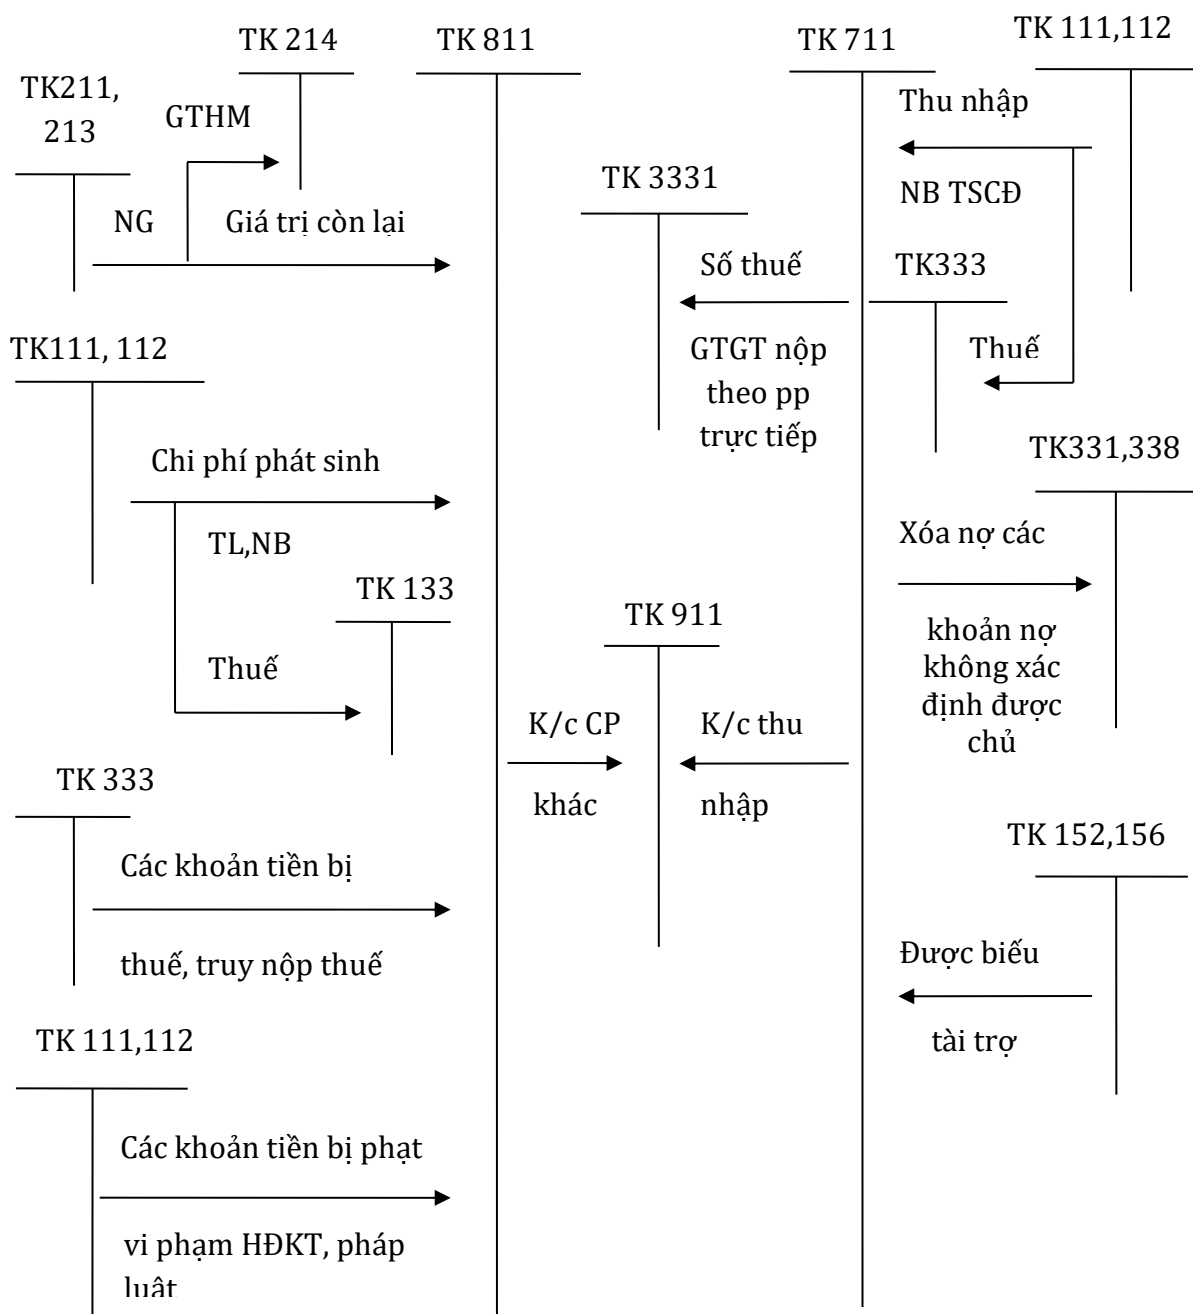 TK 214
TK 811
TK 711
TK 111,112
TK211,
213
GTHM
NG
Giá trị còn lại
TK111, 112
Chi phí phát sinh
TL,NB
TK 133
Thuế
TK 333
Các khoản tiền bị
thuế, truy nộp thuế
TK 111,112
Các khoản tiền bị phạt
vi phạm HĐKT, pháp
luật
TK 3331
Số thuế
GTGT nộp
theo pp
trực tiếp
TK 911
K/c CP
khác
K/c thu
nhập
Thu nhập
NB TSCĐ
TK333
Thuế
TK331,338
Xóa nợ các
khoản nợ
không xác
định được
chủ
TK 152,156
Được biếu
tài trợ